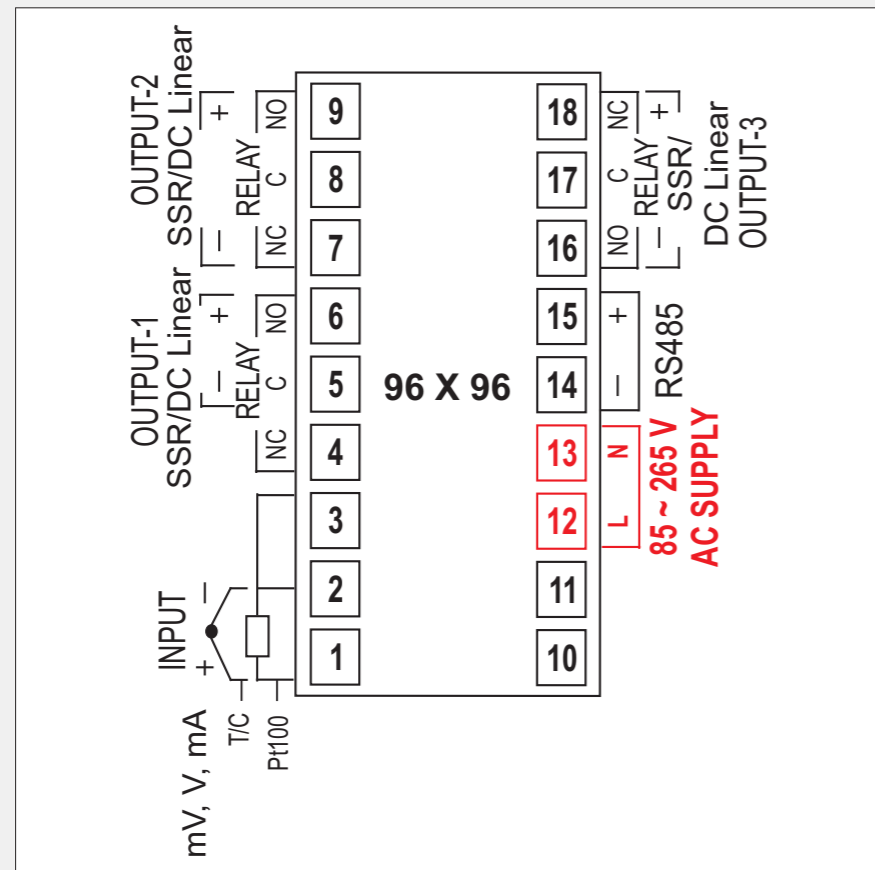 OUTPUT-2
SSR/DC Linear
− +
RELAY
NC C NO
OUTPUT-1
SSR/DC Linear
− +
RELAY
NC C NO
INPUT
+ −
T/C
Pt100
mV, V, mA
9
8
7
6
5
4
3
2
1
96 X 96
18
17
16
15
14
13
12
11
10
NO C NC
RELAY
− +
SSR/
DC Linear
OUTPUT-3
− +
RS485
L N
85 ~ 265 V
AC SUPPLY